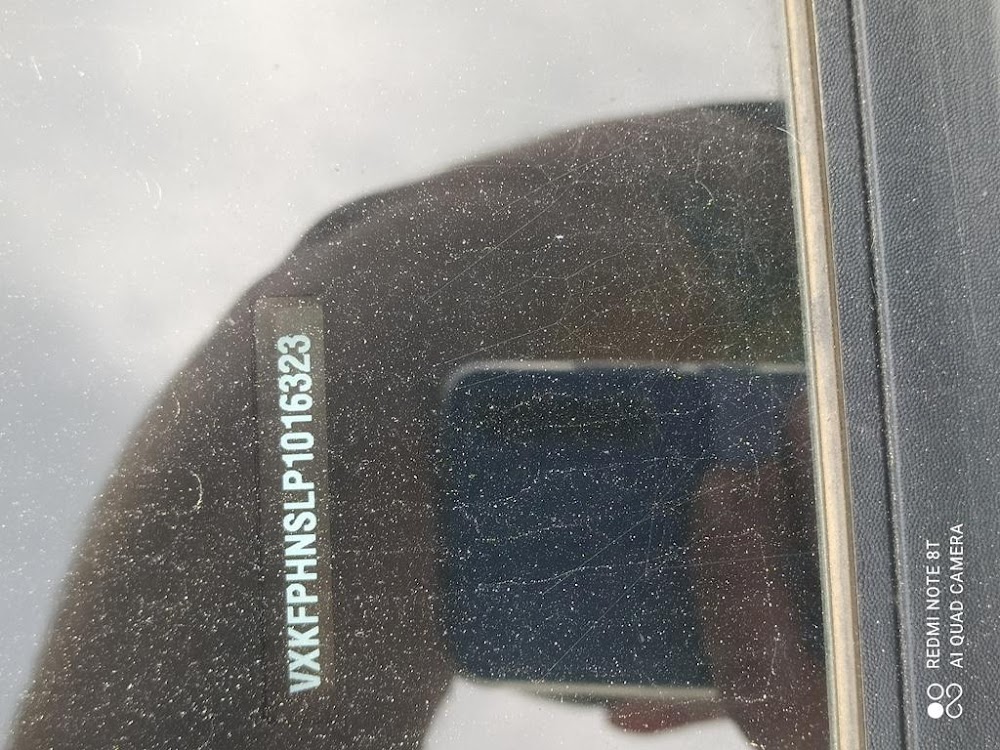 VXKFPHNSLP1016323
REDMI NOTE 8T
AI QUAD CAMERA